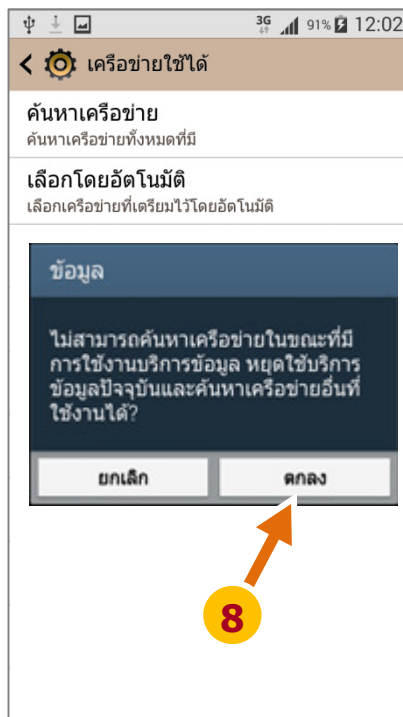 3G 91% 12:02
เครือข่ายใช้ได้
ค้นหาเครือข่าย
ค้นหาเครือข่ายทั้งหมดที่มี
เลือกโดยอัตโนมัติ
เลือกเครือข่ายที่เตรียมไว้โดยอัตโนมัติ
ข้อมูล
ไม่สามารถค้นหาเครือข่ายในขณะที่มี
การใช้งานบริการข้อมูล หยุดใช้บริการ
ข้อมูลปัจจุบันและค้นหาเครือข่ายอื่นที่
ใช้งานได้?
ยกเลิก ตกลง
8